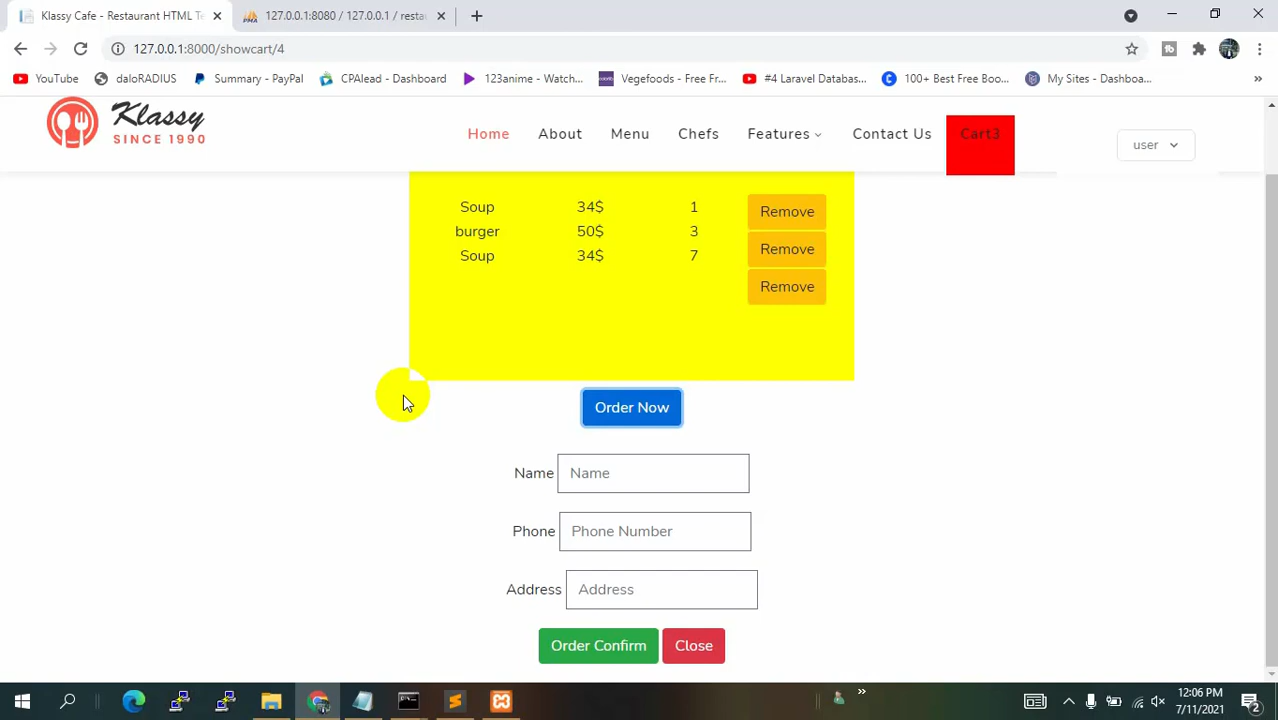 Klassy Cafe - Restaurant HTML Te
127.0.0.1:8080 / 127.0.0.1 / resta
127.0.0.1:8000/showcart/4
YouTube
daloRADIUS
Summary - PayPal
CPAlead - Dashboard
123anime - Watch...
Vegefoods - Free Fr...
#4 Laravel Databas...
100+ Best Free Boo...
My Sites - Dashboa...
»
Klassy
SINCE 1990
Home
About
Menu
Chefs
Features
Contact Us
Cart3
user
Soup 34$ 1 Remove
burger 50$ 3 Remove
Soup 34$ 7 Remove
Order Now
Name Name
Phone Phone Number
Address Address
Order Confirm Close
12:06 PM
7/11/2021
2